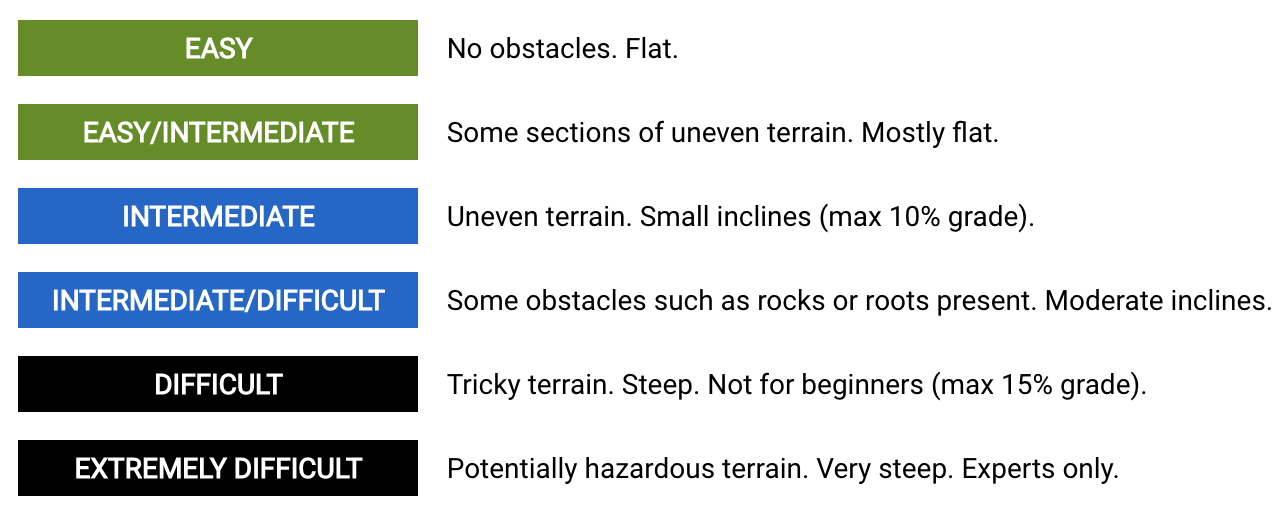 EASY No obstacles. Flat.
EASY/INTERMEDIATE Some sections of uneven terrain. Mostly flat.
INTERMEDIATE Uneven terrain. Small inclines (max 10% grade).
INTERMEDIATE/DIFFICULT Some obstacles such as rocks or roots present. Moderate inclines.
DIFFICULT Tricky terrain. Steep. Not for beginners (max 15% grade).
EXTREMELY DIFFICULT Potentially hazardous terrain. Very steep. Experts only.